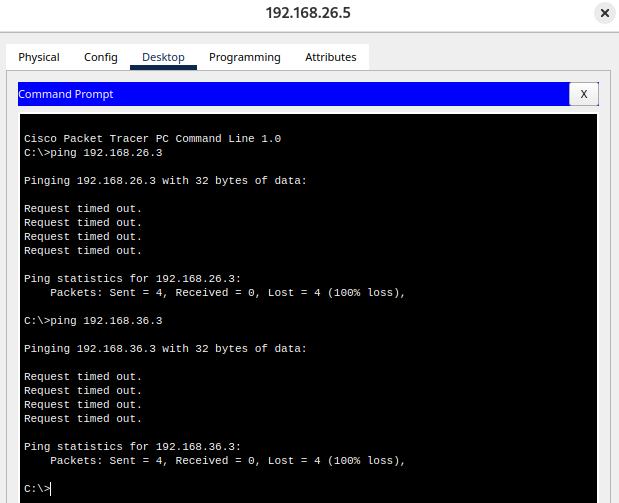 192.168.26.5
Physical Config Desktop Programming Attributes
Command Prompt X
Cisco Packet Tracer PC Command Line 1.0
C:\>ping 192.168.26.3
Pinging 192.168.26.3 with 32 bytes of data:
Request timed out.
Request timed out.
Request timed out.
Request timed out.
Ping statistics for 192.168.26.3:
Packets: Sent = 4, Received = 0, Lost = 4 (100% loss),
C:\>ping 192.168.36.3
Pinging 192.168.36.3 with 32 bytes of data:
Request timed out.
Request timed out.
Request timed out.
Request timed out.
Ping statistics for 192.168.36.3:
Packets: Sent = 4, Received = 0, Lost = 4 (100% loss),
C:\>